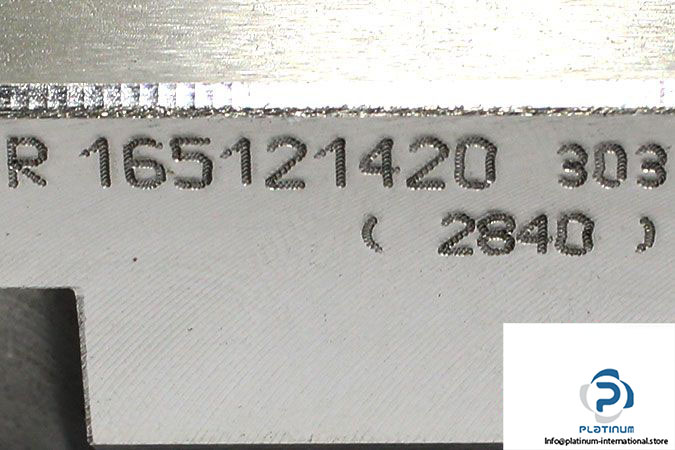 R 165121420 303
( 2840 )
PLATINUM
Info@platinum-international.store